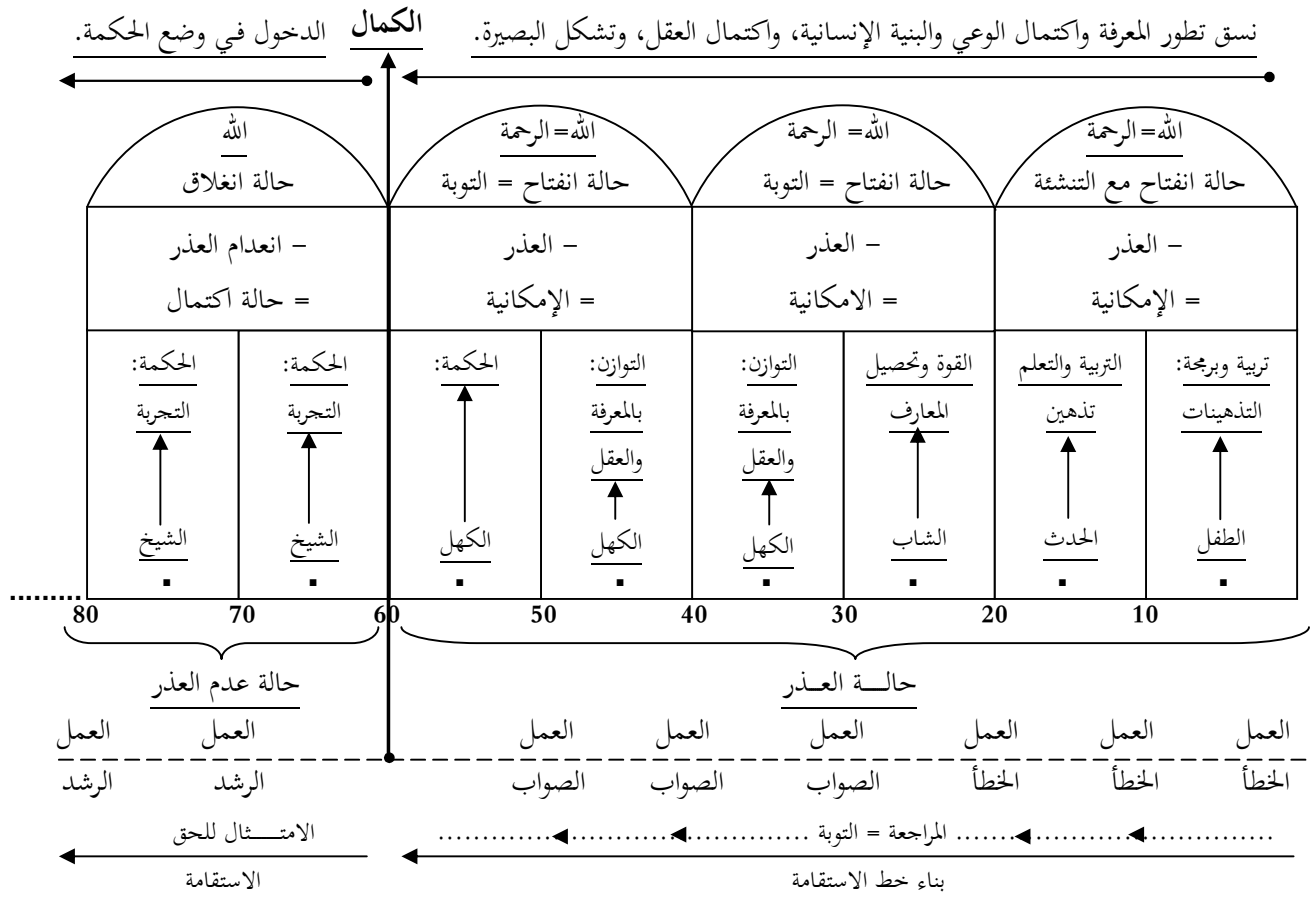 نسق تطور المعرفة واكتمال الوعي والبنية الإنسانية، واكتمال العقل، وتشكل البصيرة. الكمال الدخول في وضع الحكمة.
الله=الرحمة الله= الرحمة الله=الرحمة الله
حالة انفتاح مع التنشئة حالة انفتاح = التوبة حالة انفتاح = التوبة حالة انغلاق
– العذر – العذر – العذر – انعدام العذر
= الإمكانية = الامكانية = الإمكانية = حالة اكتمال
تربية وبرمجة: التربية والتعلم القوة وتحصيل التوازن: التوازن: الحكمة: الحكمة: الحكمة:
التذهينات تذهين المعارف بالمعرفة بالمعرفة التجربة التجربة
والعقل والعقل
الطفل الحدث الشاب الكهل الكهل الكهل الشيخ الشيخ
10 20 30 40 50 60 70 80 .........
حالـــة العــذر حالة عدم العذر
العمل العمل العمل العمل العمل العمل العمل العمل
الخطأ الخطأ الخطأ الصواب الصواب الصواب الرشد الرشد
المراجعة = التوبة الامتـــــثال للحق
بناء خط الاستقامة الاستقامة